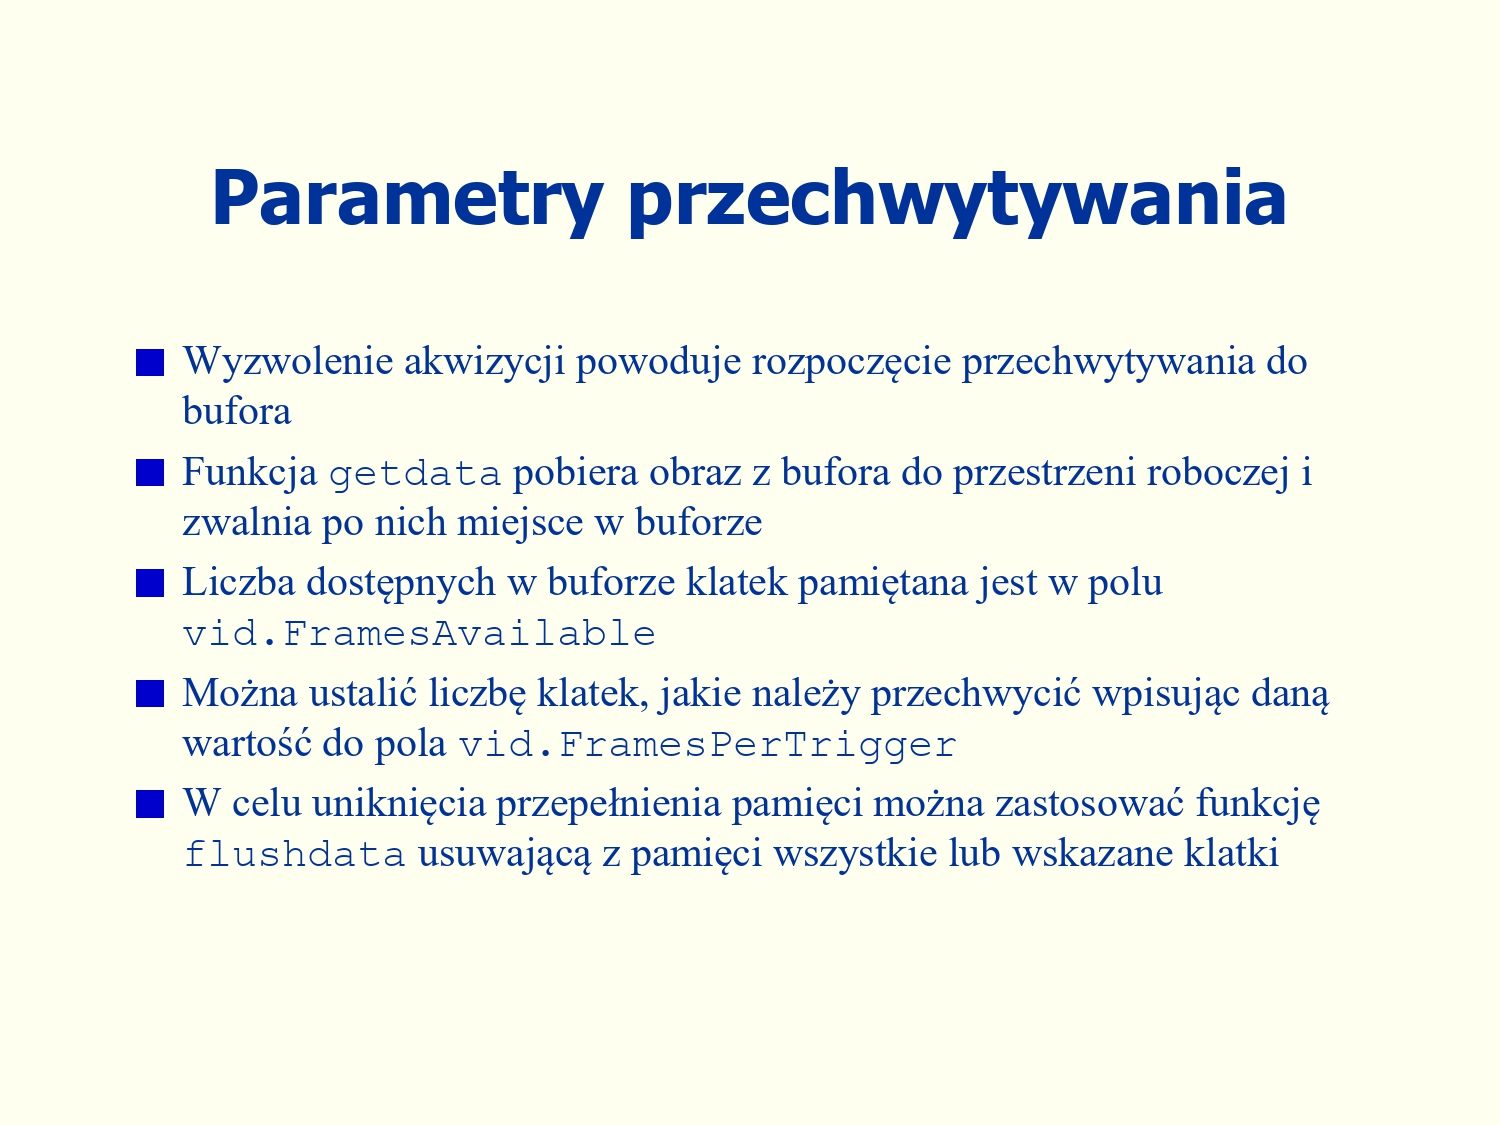 Parametry przechwytywania
Wyzwolenie akwizycji powoduje rozpoczęcie przechwytywania do
bufora
Funkcja getdata pobiera obraz z bufora do przestrzeni roboczej i
zwalnia po nich miejsce w buforze
Liczba dostępnych w buforze klatek pamiętana jest w polu
vid.FramesAvailable
Można ustalić liczbę klatek, jakie należy przechwycić wpisując daną
wartość do pola vid.FramesPerTrigger
W celu uniknięcia przepełnienia pamięci można zastosować funkcję
flushdata usuwającą z pamięci wszystkie lub wskazane klatki